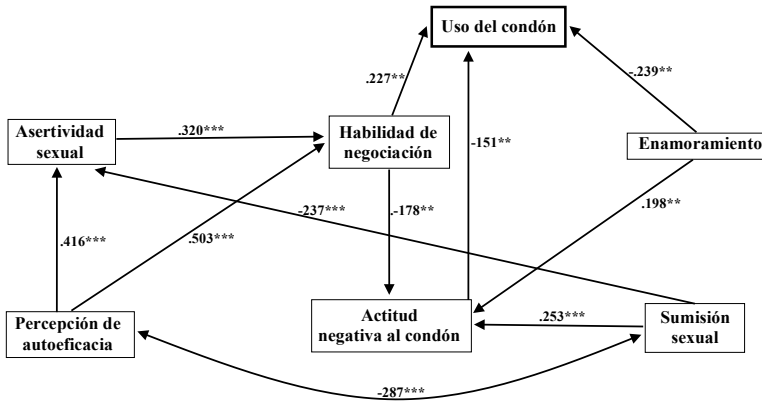 Uso del condón
.227**
-.239**
.320***
Asertividad
sexual
Habilidad de
negociación
-151**
Enamoramiento
-237***
.-178**
.198**
.416***
.503***
Percepción de
autoeficacia
Actitud
negativa al condón
.253***
Sumisión
sexual
-287***